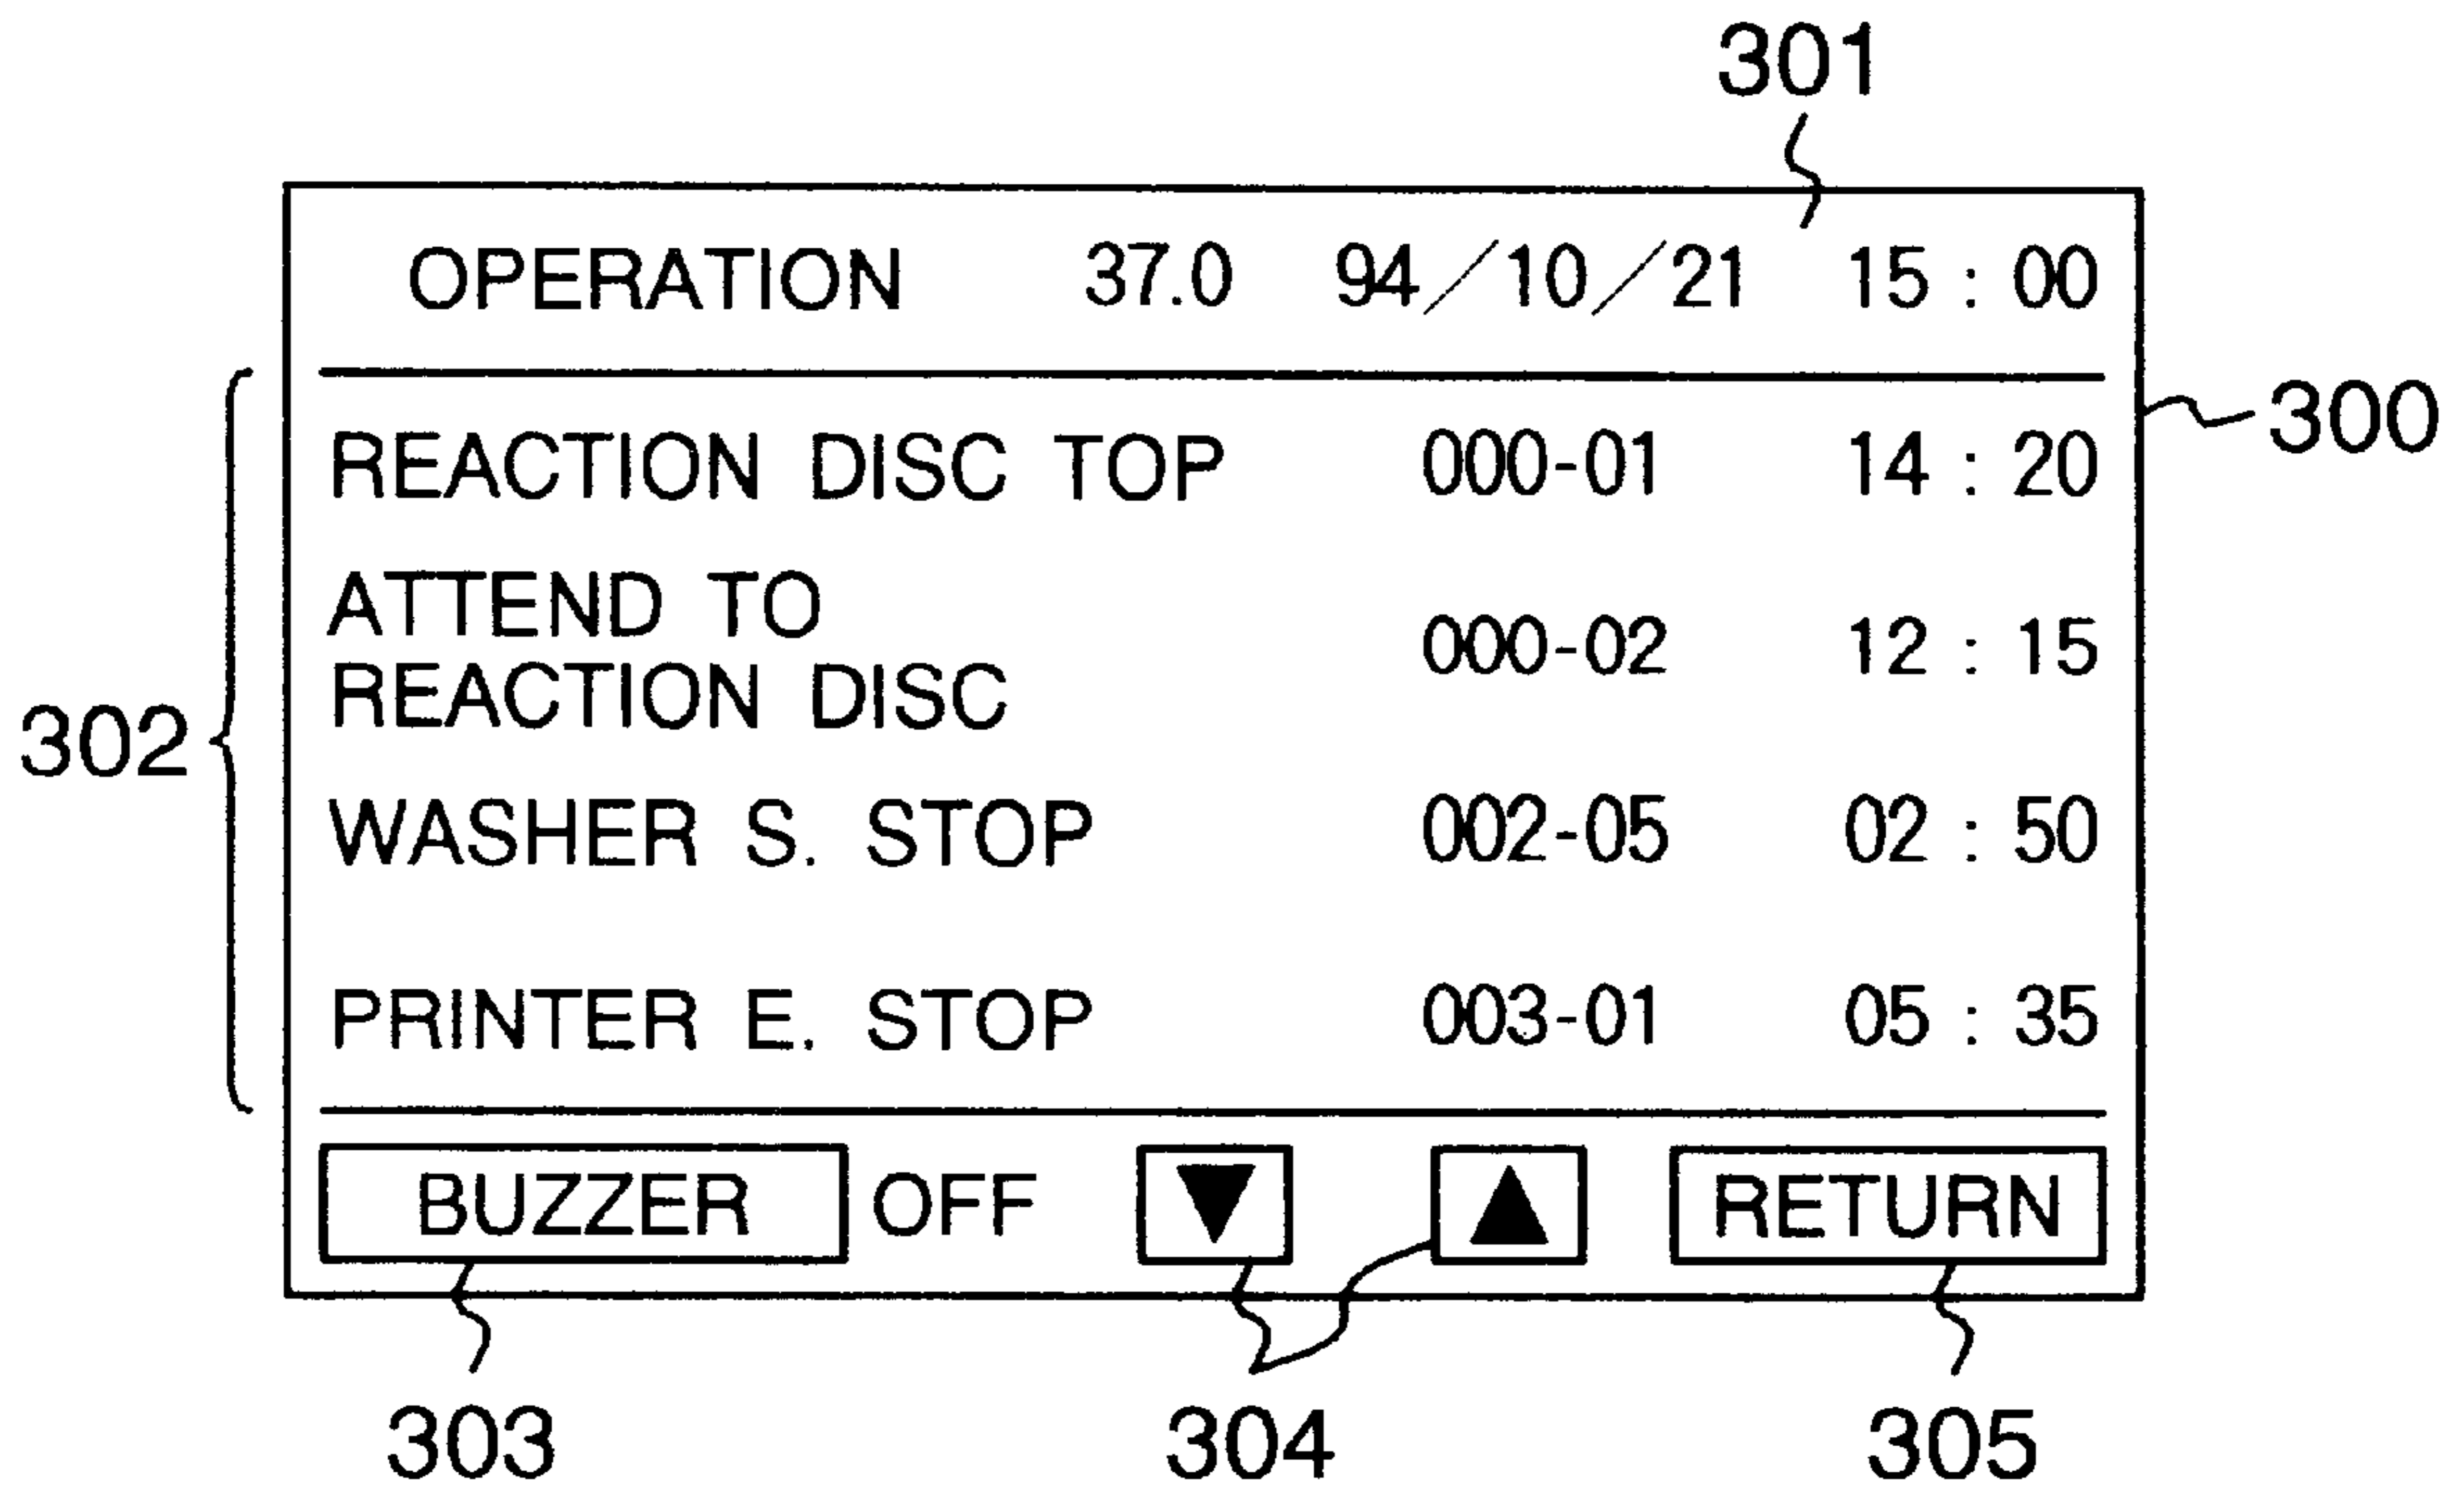 301
OPERATION 37.0 94/10/21 15 : 00
300
REACTION DISC TOP 000-01 14 : 20
ATTEND TO
REACTION DISC 000-02 12 : 15
302
WASHER S. STOP 002-05 02 : 50
PRINTER E. STOP 003-01 05 : 35
BUZZER OFF ▼ ▲ RETURN
303 304 305